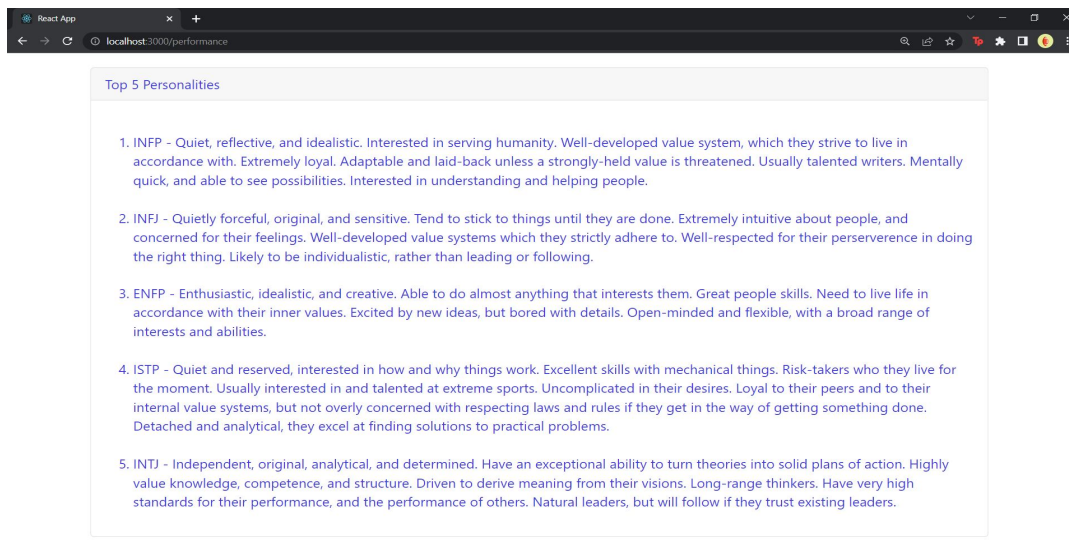 React App
localhost:3000/performance
Tp
Top 5 Personalities
1. INFP - Quiet, reflective, and idealistic. Interested in serving humanity. Well-developed value system, which they strive to live in
accordance with. Extremely loyal. Adaptable and laid-back unless a strongly-held value is threatened. Usually talented writers. Mentally
quick, and able to see possibilities. Interested in understanding and helping people.
2. INFJ - Quietly forceful, original, and sensitive. Tend to stick to things until they are done. Extremely intuitive about people, and
concerned for their feelings. Well-developed value systems which they strictly adhere to. Well-respected for their perserverence in doing
the right thing. Likely to be individualistic, rather than leading or following.
3. ENFP - Enthusiastic, idealistic, and creative. Able to do almost anything that interests them. Great people skills. Need to live life in
accordance with their inner values. Excited by new ideas, but bored with details. Open-minded and flexible, with a broad range of
interests and abilities.
4. ISTP - Quiet and reserved, interested in how and why things work. Excellent skills with mechanical things. Risk-takers who they live for
the moment. Usually interested in and talented at extreme sports. Uncomplicated in their desires. Loyal to their peers and to their
internal value systems, but not overly concerned with respecting laws and rules if they get in the way of getting something done.
Detached and analytical, they excel at finding solutions to practical problems.
5. INTJ - Independent, original, analytical, and determined. Have an exceptional ability to turn theories into solid plans of action. Highly
value knowledge, competence, and structure. Driven to derive meaning from their visions. Long-range thinkers. Have very high
standards for their performance, and the performance of others. Natural leaders, but will follow if they trust existing leaders.